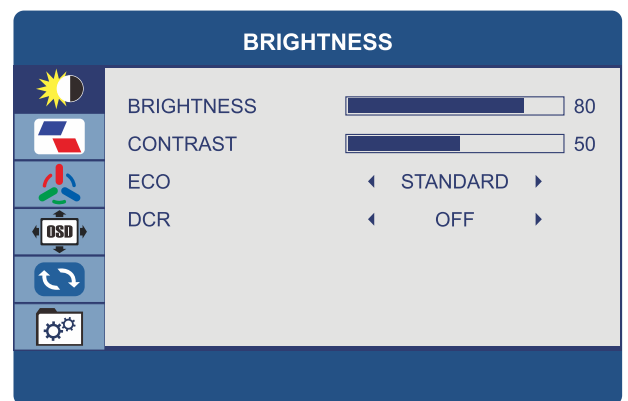 BRIGHTNESS
BRIGHTNESS 80
CONTRAST 50
ECO STANDARD
DCR OFF
OSD